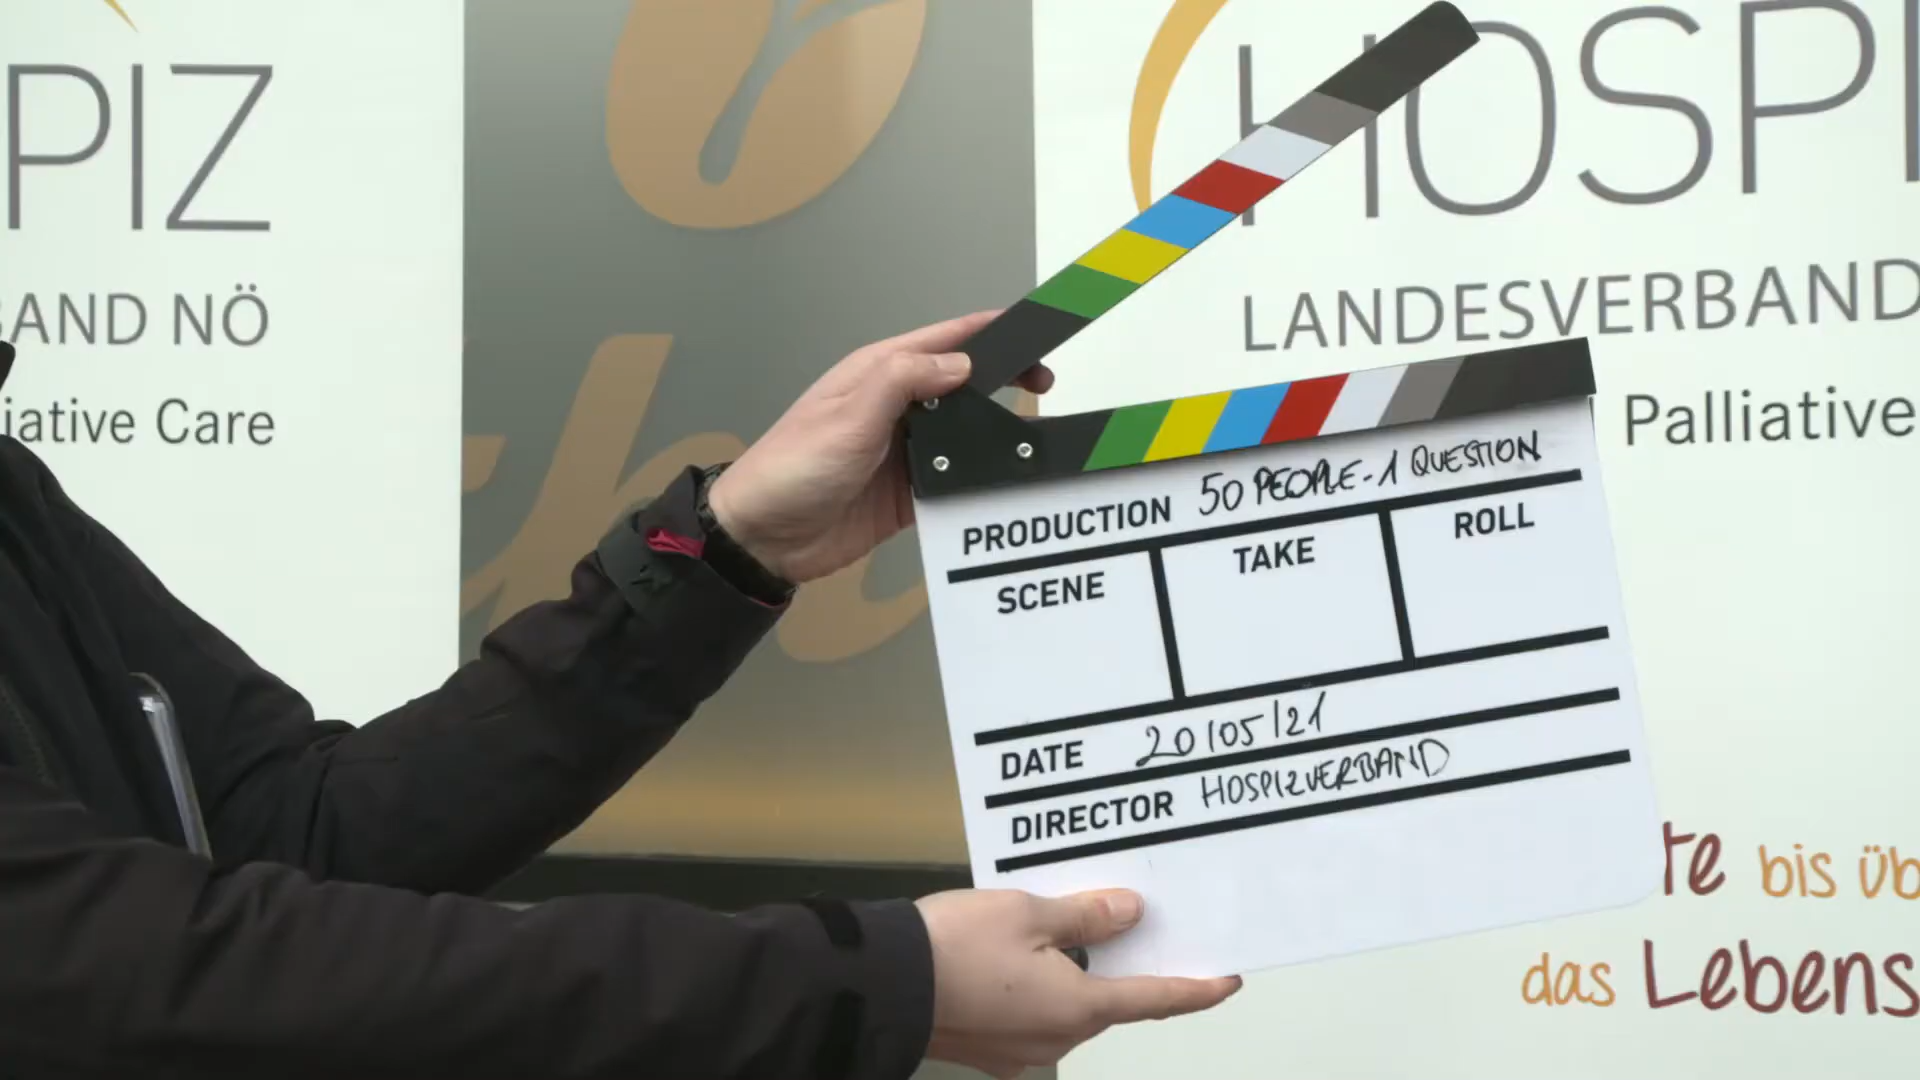 PIZ
BAND NÖ
iative Care
HOSPI
LANDESVERBAND
Palliative
PRODUCTION 50 PEOPLE-1 QUESTION
SCENE TAKE ROLL
DATE 20/05/21
DIRECTOR HOSPIZVERBAND
te bis üb
das Lebens